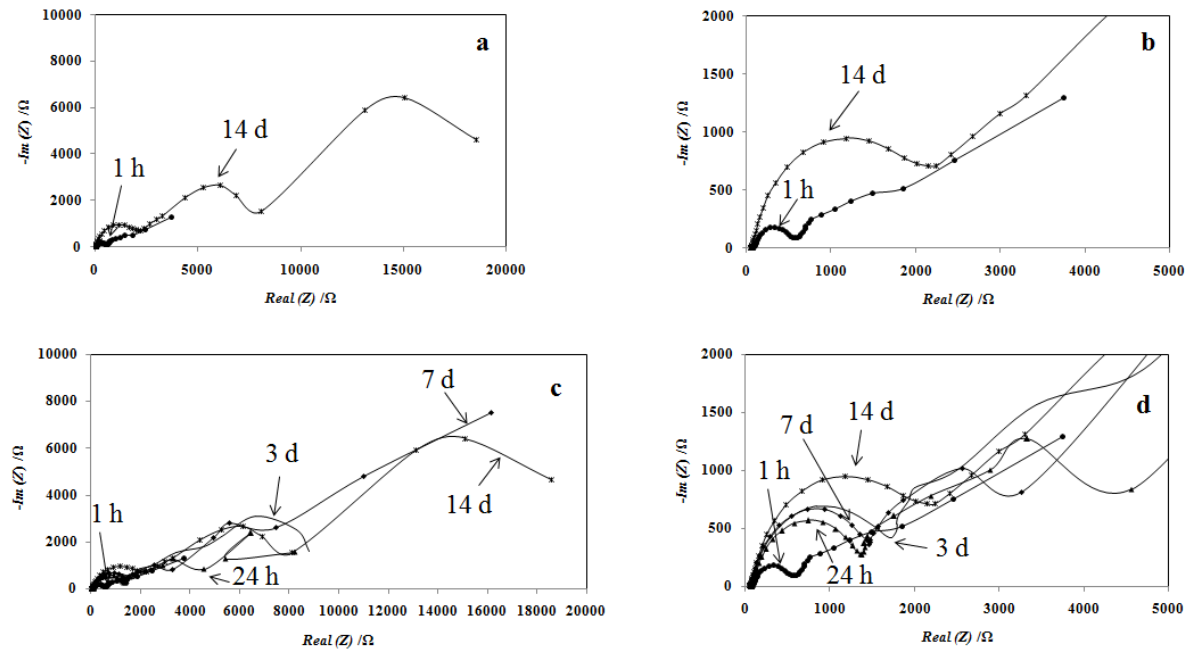 10000
8000
6000
4000
2000
0
-Im (Z) /Ω
a
14 d
1 h
0
5000
10000
15000
20000
Real (Z) /Ω
2000
1500
1000
500
0
-Im (Z) /Ω
b
14 d
1 h
0
1000
2000
3000
4000
5000
Real (Z) /Ω
10000
8000
6000
4000
2000
0
-Im (Z) /Ω
c
7 d
3 d
14 d
1 h
24 h
0
2000
4000
6000
8000
10000
12000
14000
16000
18000
20000
Real (Z) /Ω
2000
1500
1000
500
0
-Im (Z) /Ω
d
14 d
7 d
1 h
3 d
24 h
0
1000
2000
3000
4000
5000
Real (Z) /Ω